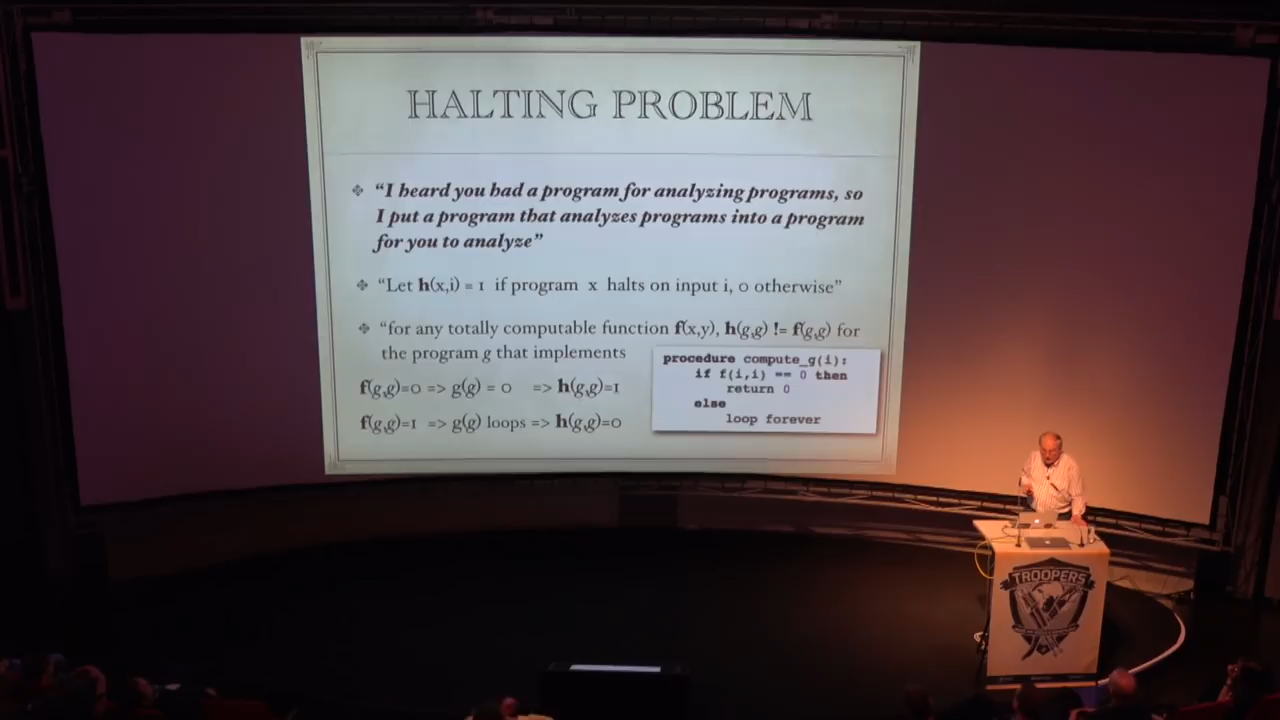 HALTING PROBLEM
“I heard you had a program for analyzing programs, so
I put a program that analyzes programs into a program
for you to analyze”
“Let h(x,i) = 1 if program x halts on input i, 0 otherwise”
“for any totally computable function f(x,y), h(g,g) != f(g,g) for
the program g that implements
f(g,g)=0 => g(g) = 0 => h(g,g)=1
f(g,g)=1 => g(g) loops => h(g,g)=0
procedure compute_g(i):
if f(i,i) == 0 then
return 0
else
loop forever
TROOPERS